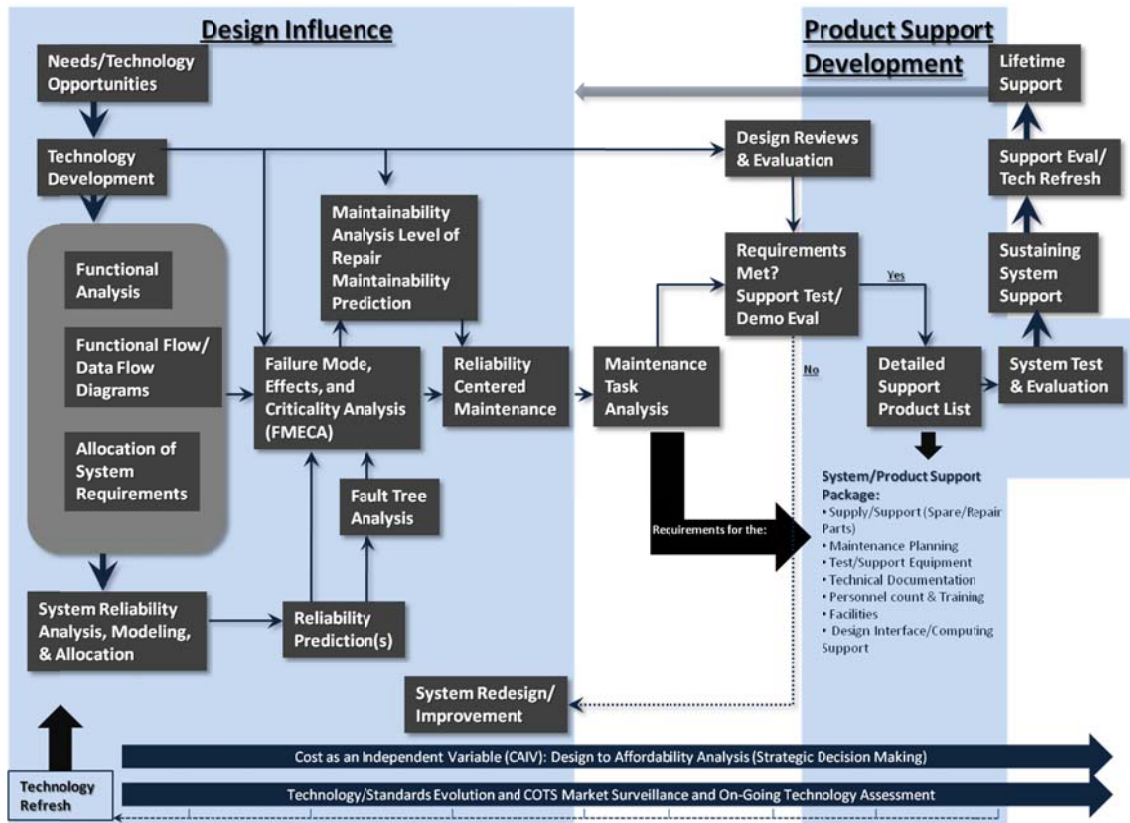 Design Influence
Product Support
Development
Needs/Technology
Opportunities
Lifetime
Support
Technology
Development
Design Reviews
& Evaluation
Support Eval/
Tech Refresh
Maintainability
Analysis Level of
Repair
Maintainability
Prediction
Requirements
Met?
Support Test/
Demo Eval
Yes
No
Sustaining
System
Support
Functional
Analysis
Functional Flow/
Data Flow
Diagrams
Allocation of
System
Requirements
Failure Mode,
Effects, and
Criticality Analysis
(FMECA)
Reliability
Centered
Maintenance
Maintenance
Task
Analysis
Detailed
Support
Product List
System Test
& Evaluation
Fault Tree
Analysis
Requirements for the:
System/Product Support
Package:
• Supply/Support (Spare/Repair
Parts)
• Maintenance Planning
• Test/Support Equipment
• Technical Documentation
• Personnel count & Training
• Facilities
• Design Interface/Computing
Support
System Reliability
Analysis, Modeling,
& Allocation
Reliability
Prediction(s)
System Redesign/
Improvement
Cost as an Independent Variable (CAIV): Design to Affordability Analysis (Strategic Decision Making)
Technology
Refresh
Technology/Standards Evolution and COTS Market Surveillance and On-Going Technology Assessment